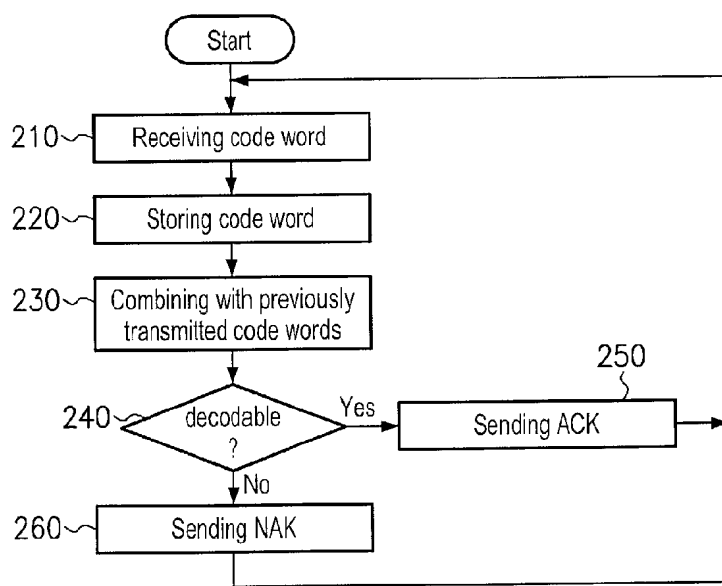 Start
210
Receiving code word
220
Storing code word
230
Combining with previously
transmitted code words
240
decodable
?
Yes
250
Sending ACK
No
260
Sending NAK